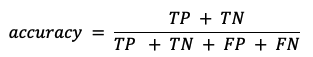 accuracy = TP + TN / TP + TN + FP + FN